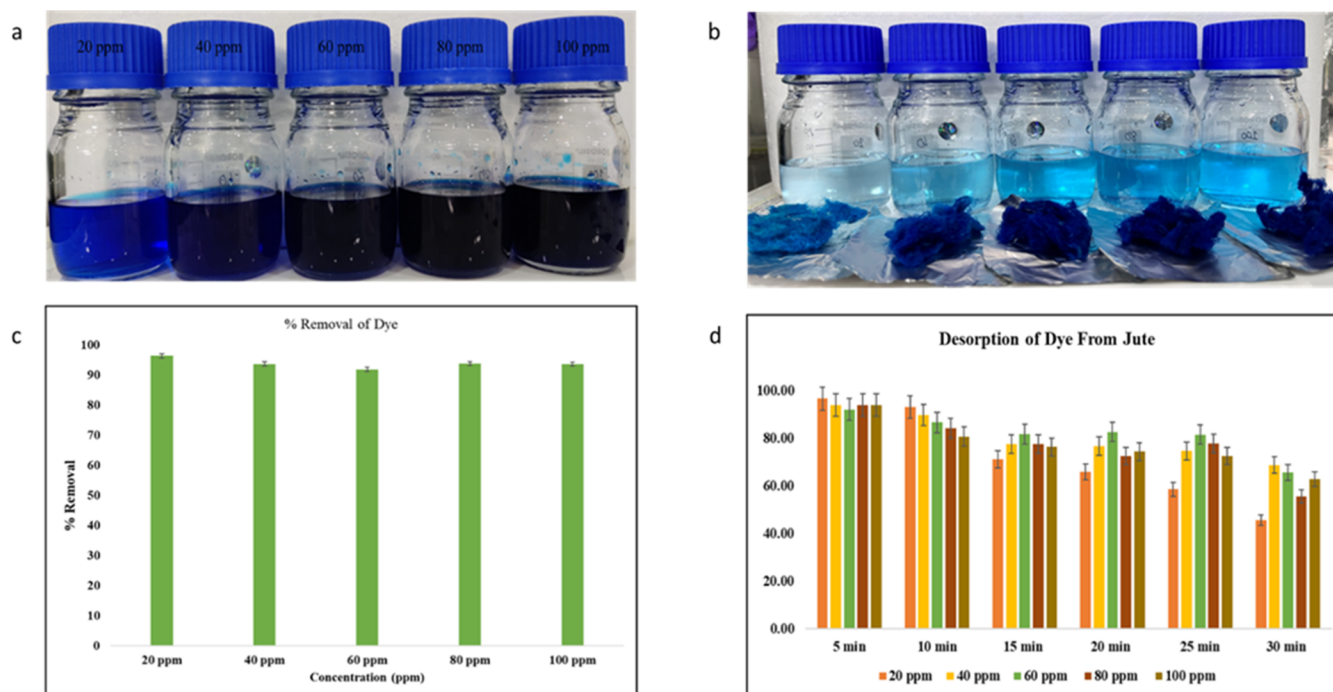 a
20 ppm 40 ppm 60 ppm 80 ppm 100 ppm
b
c
% Removal of Dye
% Removal
100
90
80
70
60
50
40
30
20
10
0
20 ppm 40 ppm 60 ppm 80 ppm 100 ppm
Concentration (ppm)
d
Desorption of Dye From Jute
100.00
80.00
60.00
40.00
20.00
0.00
5 min 10 min 15 min 20 min 25 min 30 min
20 ppm 40 ppm 60 ppm 80 ppm 100 ppm